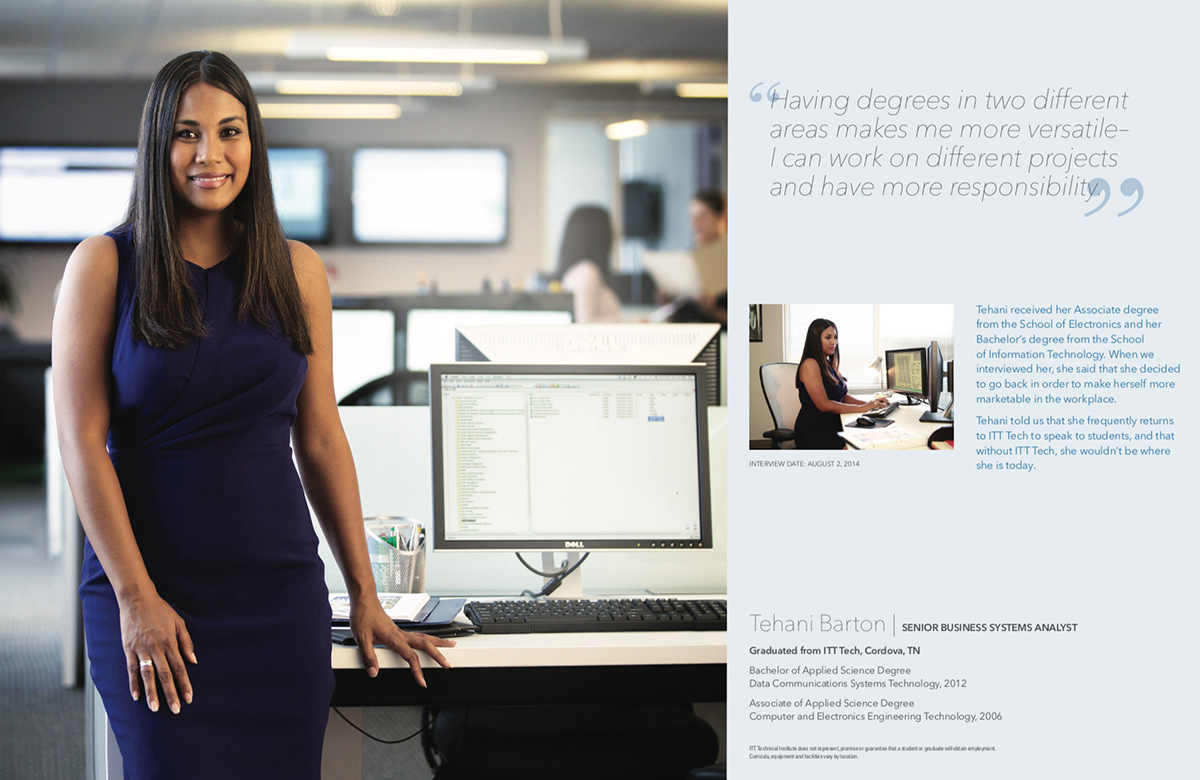 “Having degrees in two different
areas makes me more versatile–
I can work on different projects
and have more responsibility.”
Tehani received her Associate degree
from the School of Electronics and her
Bachelor's degree from the School
of Information Technology. When we
interviewed her, she said that she decided
to go back in order to make herself more
marketable in the workplace.
Tehani told us that she frequently returns
to ITT Tech to speak to students, and that
without ITT Tech, she wouldn't be where
she is today.
INTERVIEW DATE: AUGUST 2, 2014
DELL
Tehani Barton | SENIOR BUSINESS SYSTEMS ANALYST
Graduated from ITT Tech, Cordova, TN
Bachelor of Applied Science Degree
Data Communications Systems Technology, 2012
Associate of Applied Science Degree
Computer and Electronics Engineering Technology, 2006
ITT Technical Institute does not represent, promise or guarantee that a student or graduate will obtain employment.
Curricula, equipment and facilities vary by location.